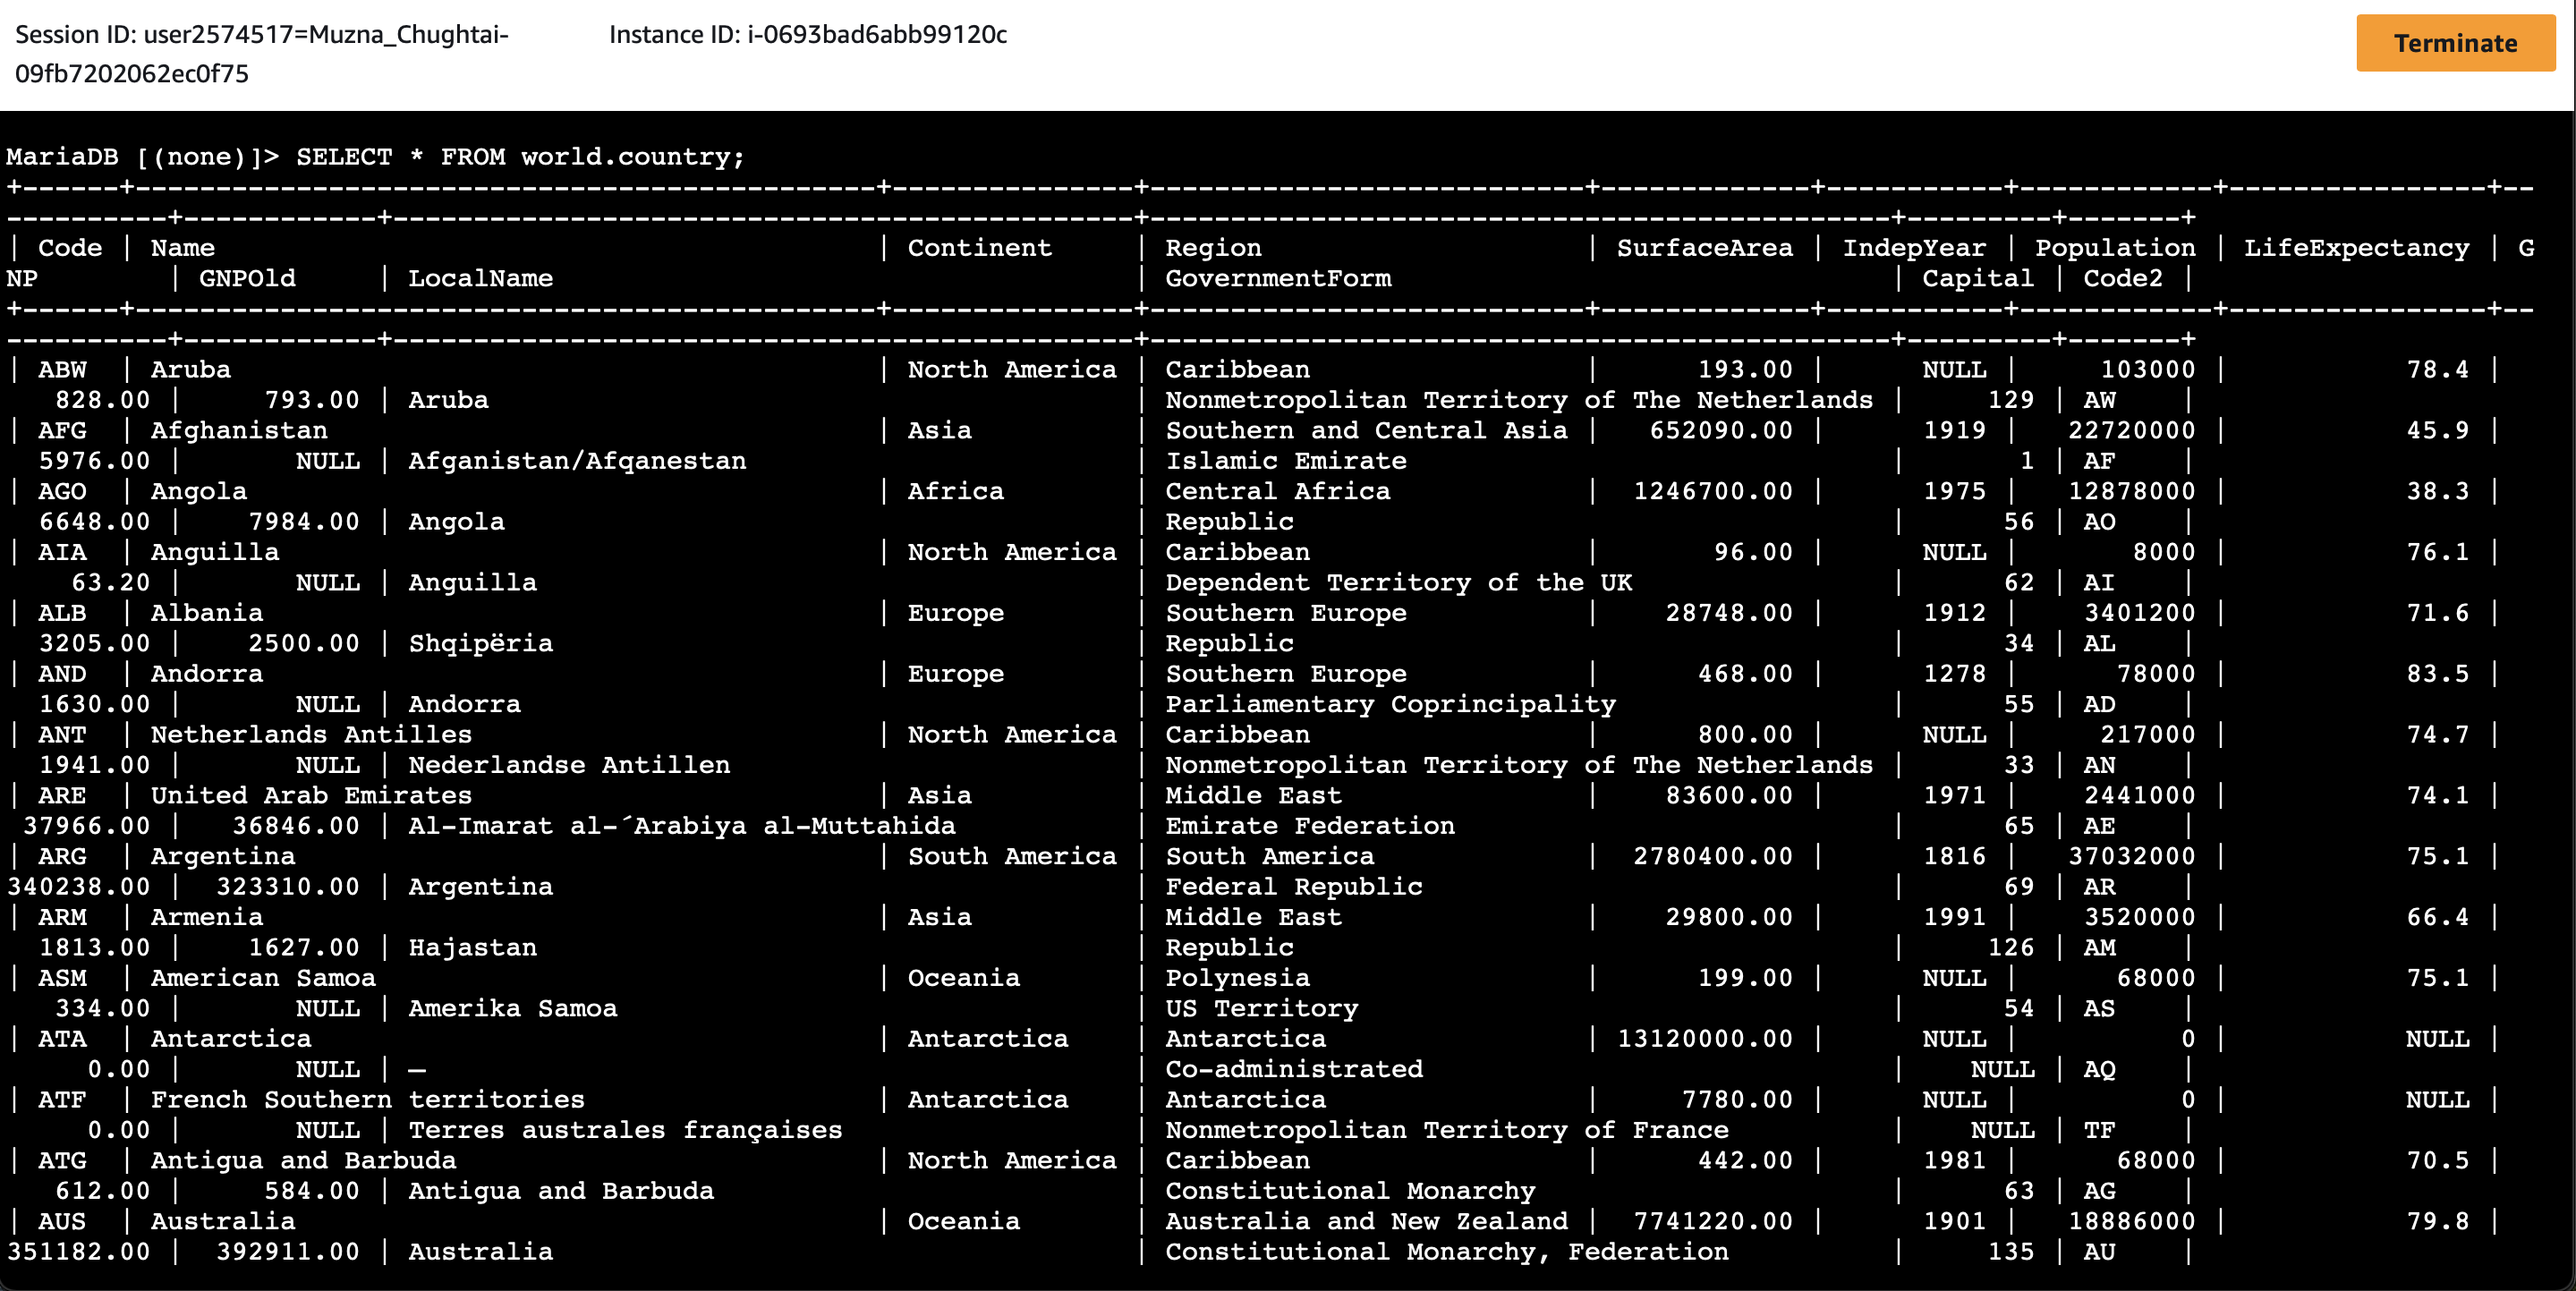 Session ID: user2574517=Muzna_Chughtai-
09fb7202062ec0f75
Instance ID: i-0693bad6abb99120c
Terminate
MariaDB [(none)]> SELECT * FROM world.country;
| Code | Name | Continent | Region | SurfaceArea | IndepYear | Population | LifeExpectancy | G
NP | GNPOld | LocalName | GovernmentForm | Capital | Code2 |
| ABW | Aruba | North America | Caribbean | 193.00 | NULL | 103000 | 78.4 |
828.00 | 793.00 | Aruba | Nonmetropolitan Territory of The Netherlands | 129 | AW |
| AFG | Afghanistan | Asia | Southern and Central Asia | 652090.00 | 1919 | 22720000 | 45.9 |
5976.00 | NULL | Afganistan/Afqanestan | Islamic Emirate | 1 | AF |
| AGO | Angola | Africa | Central Africa | 1246700.00 | 1975 | 12878000 | 38.3 |
6648.00 | 7984.00 | Angola | Republic | 56 | AO |
| AIA | Anguilla | North America | Caribbean | 96.00 | NULL | 8000 | 76.1 |
63.20 | NULL | Anguilla | Dependent Territory of the UK | 62 | AI |
| ALB | Albania | Europe | Southern Europe | 28748.00 | 1912 | 3401200 | 71.6 |
3205.00 | 2500.00 | Shqipëria | Republic | 34 | AL |
| AND | Andorra | Europe | Southern Europe | 468.00 | 1278 | 78000 | 83.5 |
1630.00 | NULL | Andorra | Parliamentary Coprincipality | 55 | AD |
| ANT | Netherlands Antilles | North America | Caribbean | 800.00 | NULL | 217000 | 74.7 |
1941.00 | NULL | Nederlandse Antillen | Nonmetropolitan Territory of The Netherlands | 33 | AN |
| ARE | United Arab Emirates | Asia | Middle East | 83600.00 | 1971 | 2441000 | 74.1 |
37966.00 | 36846.00 | Al-Imarat al-´Arabiya al-Muttahida | Emirate Federation | 65 | AE |
| ARG | Argentina | South America | South America | 2780400.00 | 1816 | 37032000 | 75.1 |
340238.00 | 323310.00 | Argentina | Federal Republic | 69 | AR |
| ARM | Armenia | Asia | Middle East | 29800.00 | 1991 | 3520000 | 66.4 |
1813.00 | 1627.00 | Hajastan | Republic | 126 | AM |
| ASM | American Samoa | Oceania | Polynesia | 199.00 | NULL | 68000 | 75.1 |
334.00 | NULL | Amerika Samoa | US Territory | 54 | AS |
| ATA | Antarctica | Antarctica | Antarctica | 13120000.00 | NULL | 0 | NULL |
0.00 | NULL | – | Co-administrated | NULL | AQ |
| ATF | French Southern territories | Antarctica | Antarctica | 7780.00 | NULL | 0 | NULL |
0.00 | NULL | Terres australes françaises | Nonmetropolitan Territory of France | NULL | TF |
| ATG | Antigua and Barbuda | North America | Caribbean | 442.00 | 1981 | 68000 | 70.5 |
612.00 | 584.00 | Antigua and Barbuda | Constitutional Monarchy | 63 | AG |
| AUS | Australia | Oceania | Australia and New Zealand | 7741220.00 | 1901 | 18886000 | 79.8 |
351182.00 | 392911.00 | Australia | Constitutional Monarchy, Federation | 135 | AU |